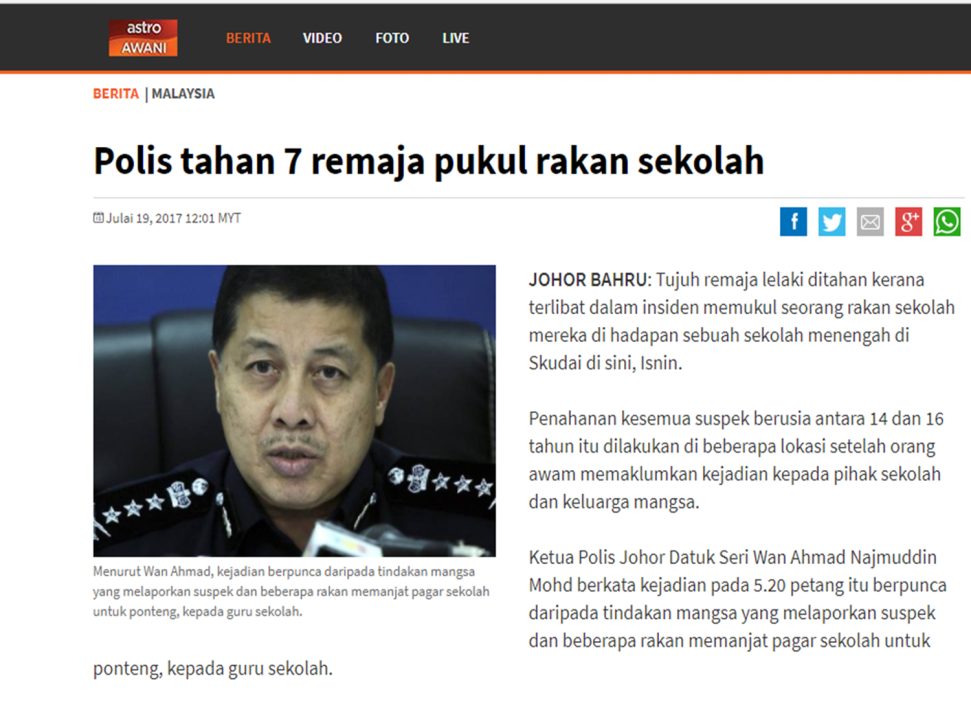 astro
AWANI
BERITA VIDEO FOTO LIVE
BERITA | MALAYSIA
Polis tahan 7 remaja pukul rakan sekolah
Julai 19, 2017 12:01 MYT
JOHOR BAHRU: Tujuh remaja lelaki ditahan kerana
terlibat dalam insiden memukul seorang rakan sekolah
mereka di hadapan sebuah sekolah menengah di
Skudai di sini, Isnin.
Penahanan kesemua suspek berusia antara 14 dan 16
tahun itu dilakukan di beberapa lokasi setelah orang
awam memaklumkan kejadian kepada pihak sekolah
dan keluarga mangsa.
Menurut Wan Ahmad, kejadian berpunca daripada tindakan mangsa
yang melaporkan suspek dan beberapa rakan memanjat pagar sekolah
untuk ponteng, kepada guru sekolah.
Ketua Polis Johor Datuk Seri Wan Ahmad Najmuddin
Mohd berkata kejadian pada 5.20 petang itu berpunca
daripada tindakan mangsa yang melaporkan suspek
dan beberapa rakan memanjat pagar sekolah untuk
ponteng, kepada guru sekolah.